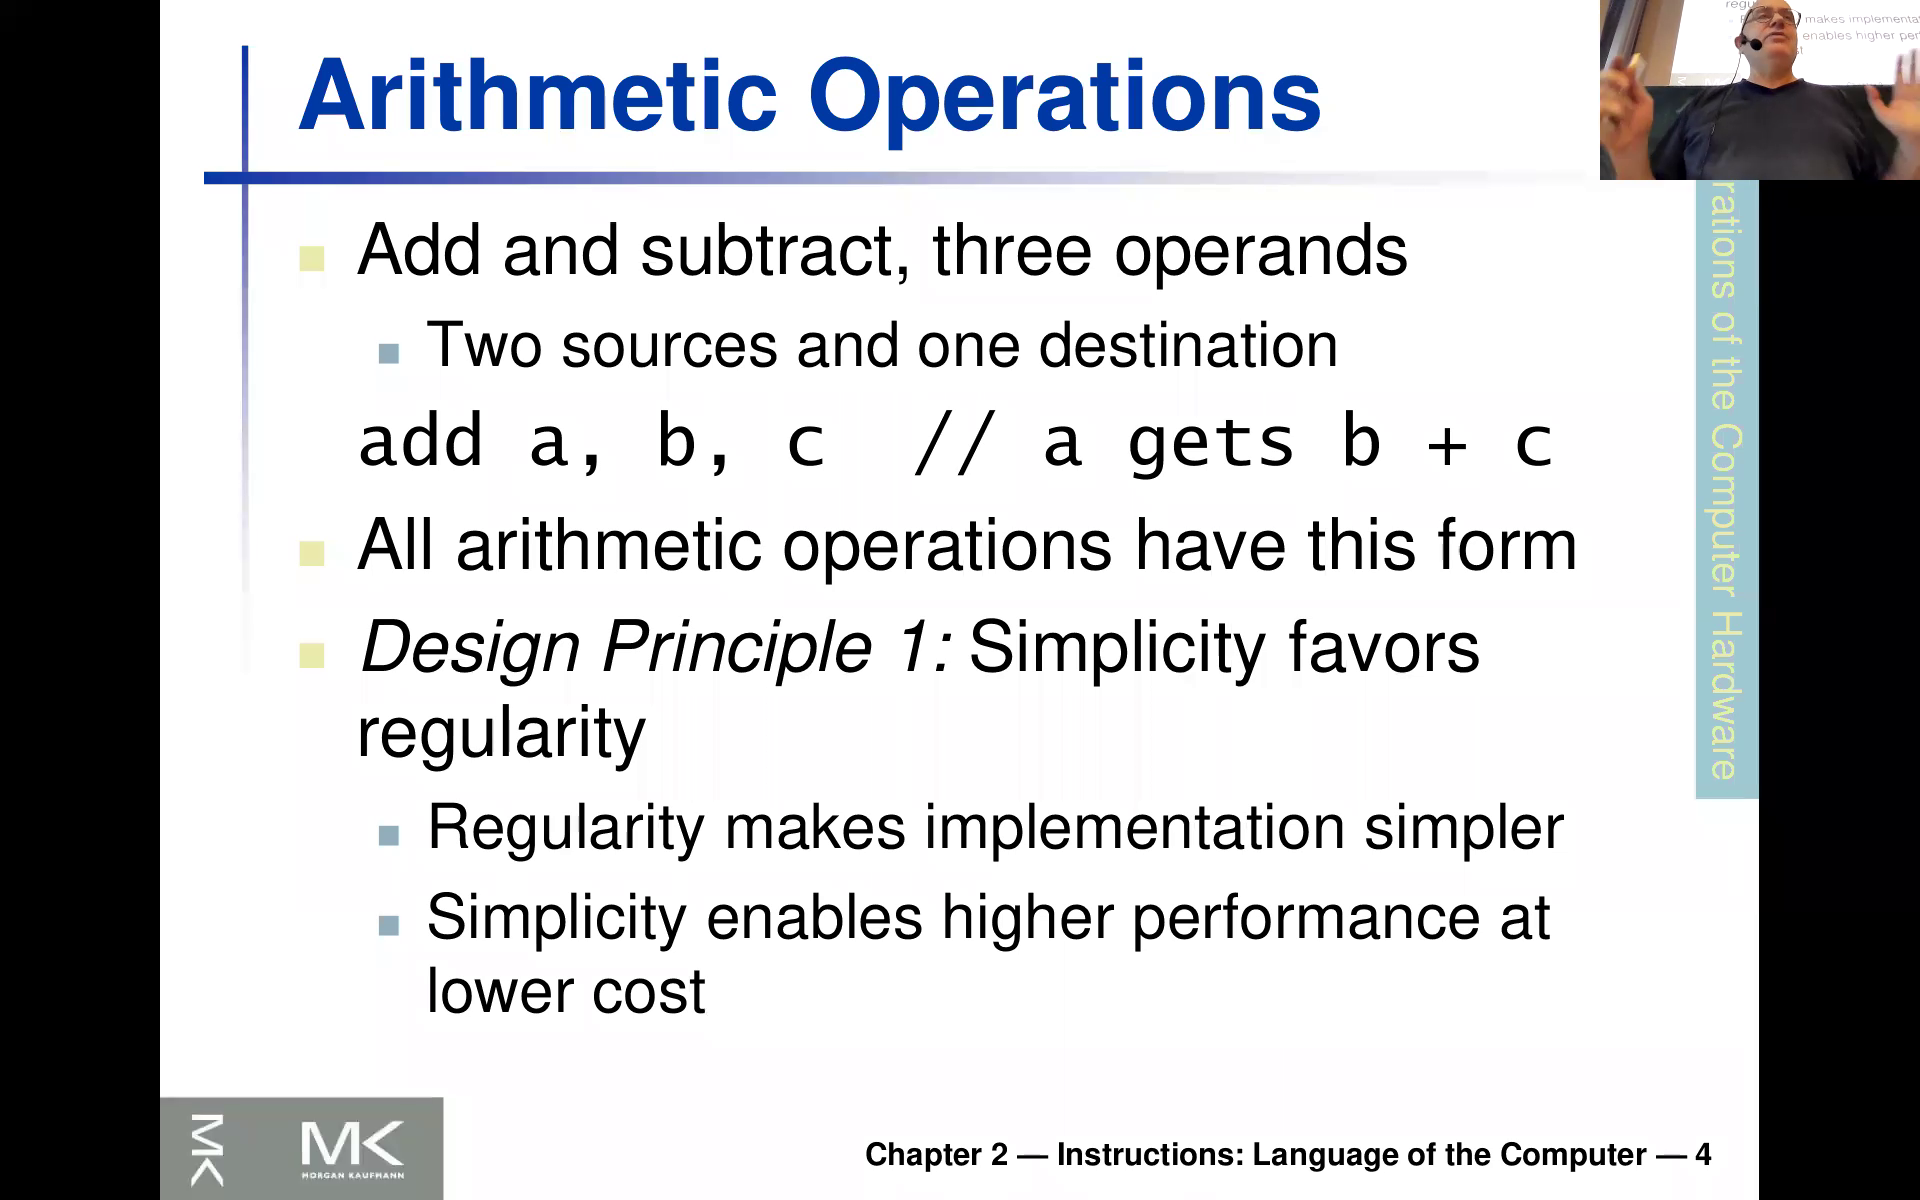 Arithmetic Operations
Add and subtract, three operands
Two sources and one destination
add a, b, c // a gets b + c
All arithmetic operations have this form
Design Principle 1: Simplicity favors
regularity
Regularity makes implementation simpler
Simplicity enables higher performance at
lower cost
rations of the Computer Hardware
makes implementa
enables higher per
MK
MK
MORGAN KAUFMANN
Chapter 2 — Instructions: Language of the Computer — 4